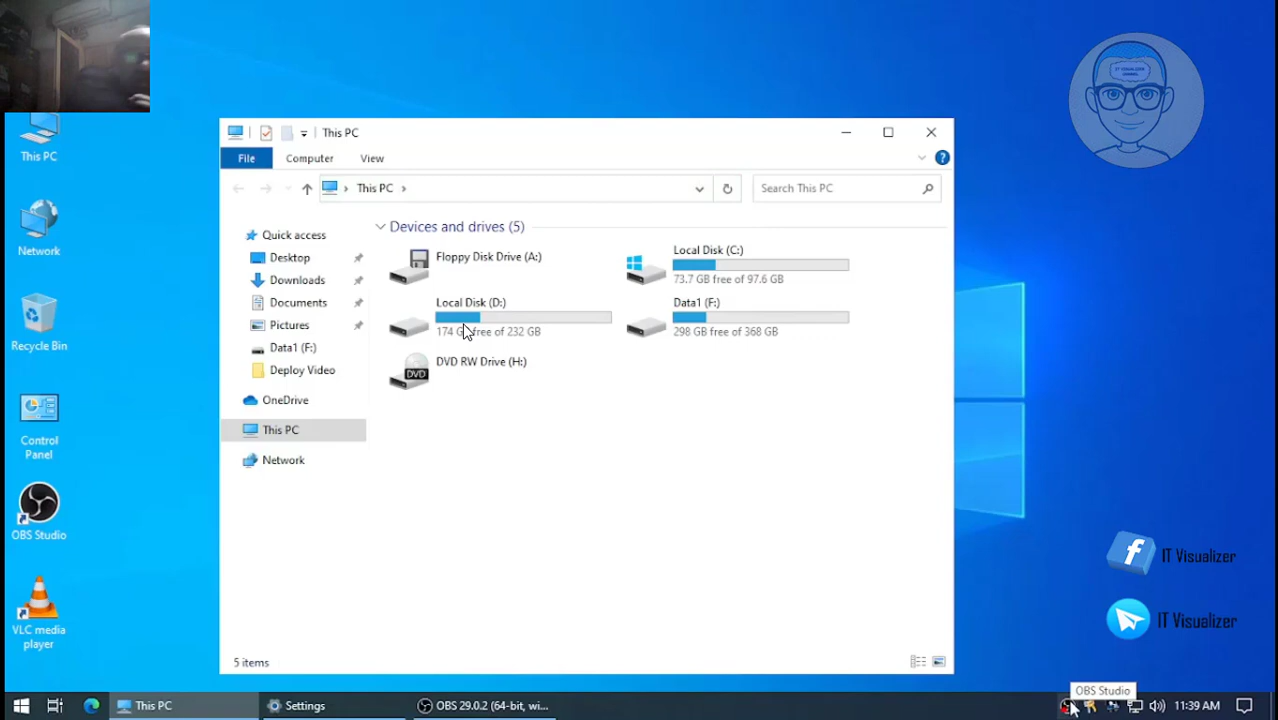 IT VISUALIZER
CHANNEL
This PC
Network
Recycle Bin
Control
Panel
OBS Studio
VLC media
player
This PC
File
Computer
View
This PC
Search This PC
Quick access
Desktop
Downloads
Documents
Pictures
Data1 (F:)
Deploy Video
OneDrive
This PC
Network
Devices and drives (5)
Floppy Disk Drive (A:)
Local Disk (C:)
73.7 GB free of 97.6 GB
Local Disk (D:)
174 G free of 232 GB
Data1 (F:)
298 GB free of 368 GB
DVD
DVD RW Drive (H:)
5 items
f IT Visualizer
IT Visualizer
OBS Studio
This PC
Settings
OBS 29.0.2 (64-bit, wi...
11:39 AM